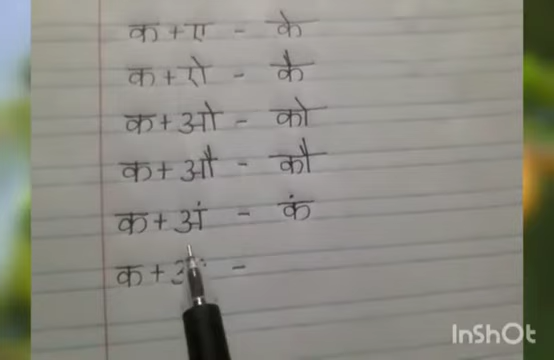 क + ए - के
क + ऐ - कै
क + ओ - को
क + औ - कौ
क + अं - कं
क + अः -
InShOt